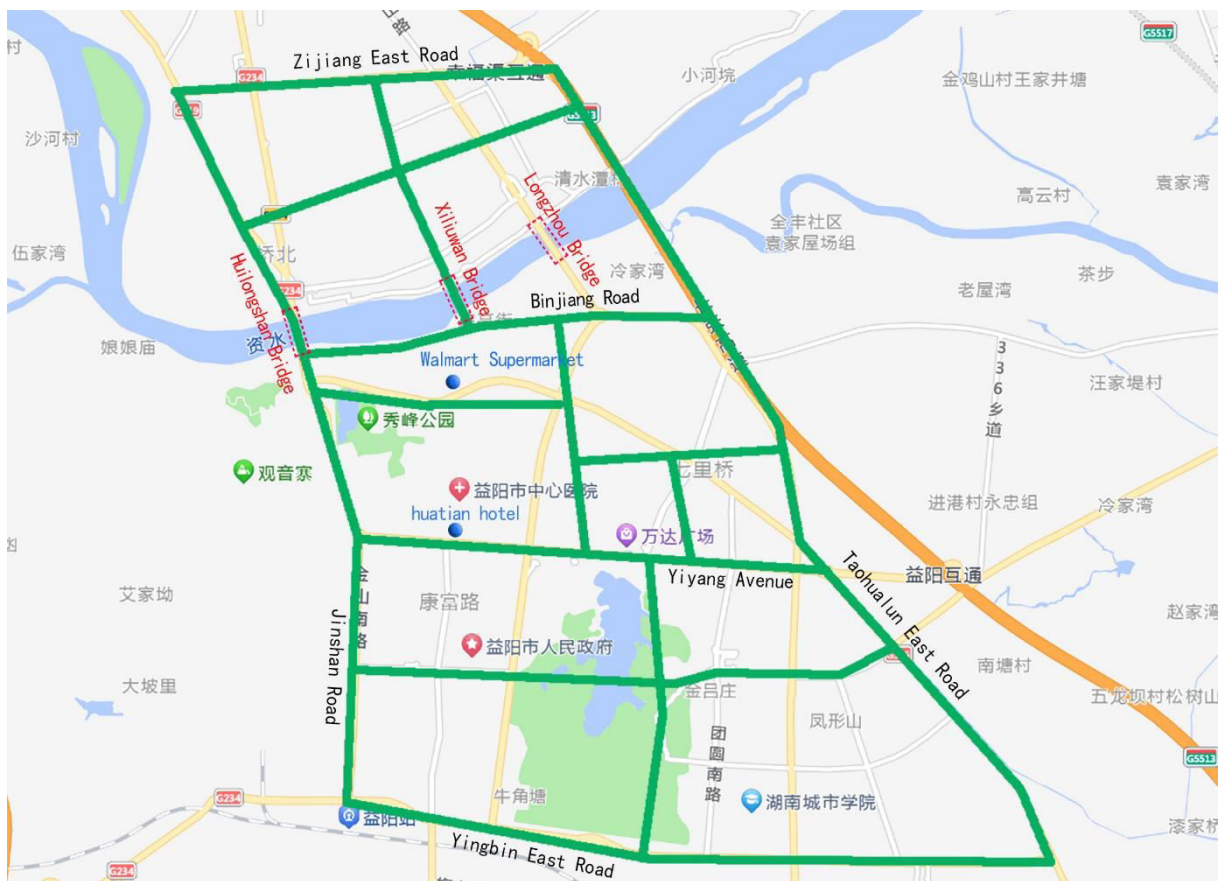 G5517
Zijiang East Road
山路
村
G234
幸福渠互通
小河垸
金鸡山村王家井塘
沙河村
清水潭村
Longzhou Bridge
高云村
袁家湾
全丰社区
袁家屋场组
伍家湾
桥北
Xiliuwan Bridge
冷家湾
茶步
G234
Huilongshan Bridge
Binjiang Road
老屋湾
资水
娘娘庙
Walmart Supermarket
336乡道
汪家堤村
秀峰公园
观音寨
七里桥
益阳市中心医院
进港村永忠组
冷家湾
huatian hotel
万达广场
Yiyang Avenue
益阳互通
艾家坳
金山南路
康富路
Taohualun East Road
赵家湾
Jinshan Road
益阳市人民政府
南塘村
大坡里
金吕庄
五龙坝村松树山
凤形山
团圆南路
G5513
牛角塘
湖南城市学院
G234
益阳站
漆家桥
Yingbin East Road
G234